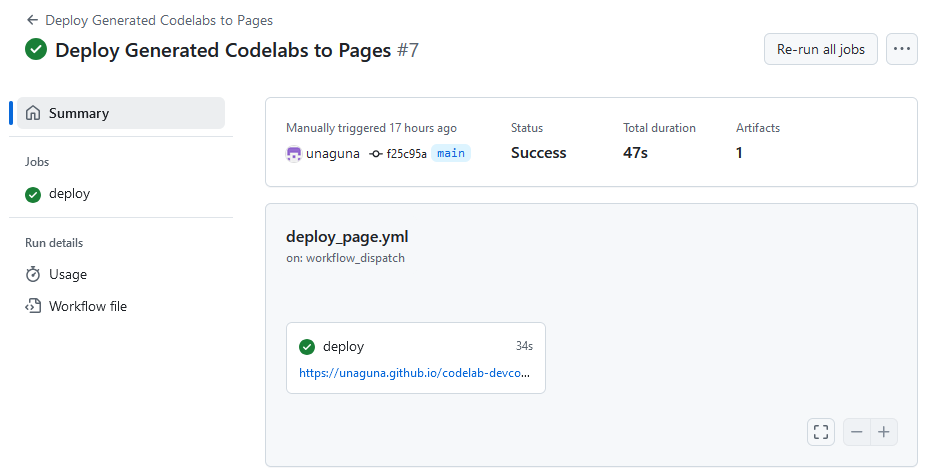 Deploy Generated Codelabs to Pages
Deploy Generated Codelabs to Pages #7
Re-run all jobs
Summary
Jobs
deploy
Run details
Usage
Workflow file
Manually triggered 17 hours ago
unaguna f25c95a main
Status
Success
Total duration
47s
Artifacts
1
deploy_page.yml
on: workflow_dispatch
deploy 34s
https://unaguna.github.io/codelab-devco...